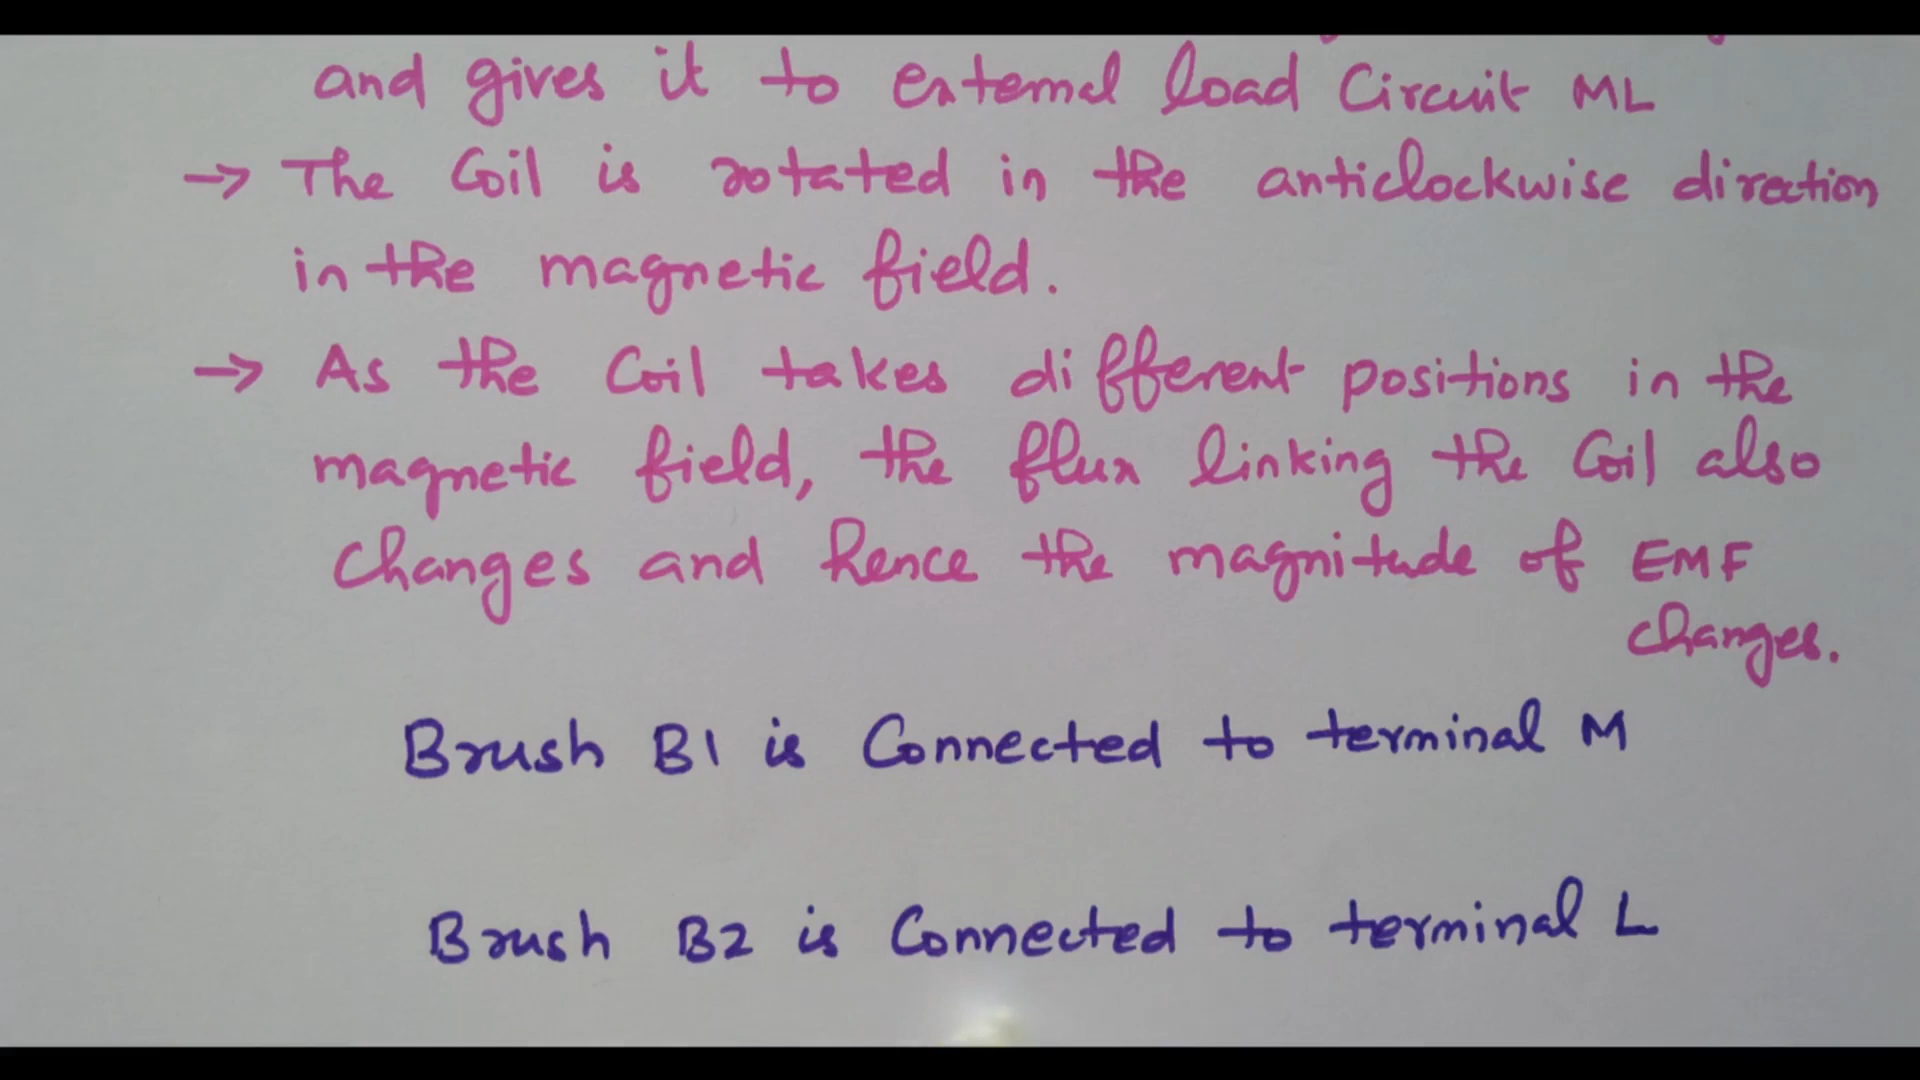 and gives it to external load Circuit ML
→ The Coil is rotated in the anticlockwise direction
in the magnetic field.
→ As the Coil takes different positions in the
magnetic field, the flux linking the Coil also
changes and hence the magnitude of EMF
changes.
Brush B1 is Connected to terminal M
Brush B2 is Connected to terminal L